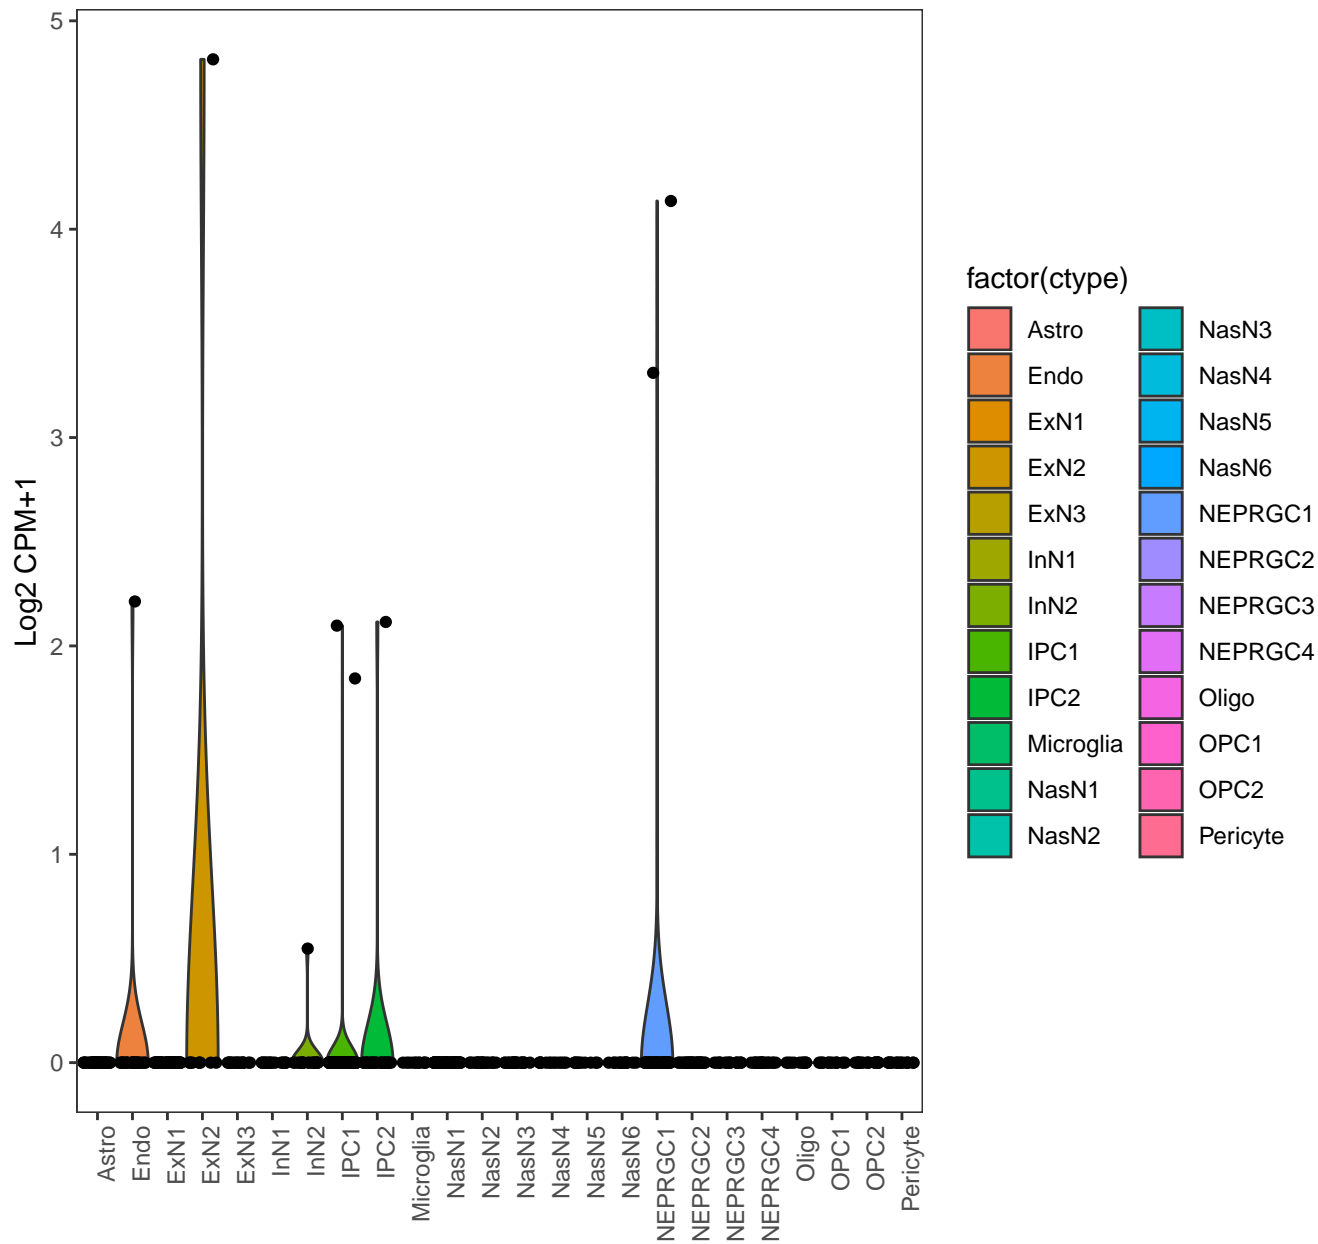 5
4
3
2
1
0
Log2 CPM+1
Astro
Endo
ExN1
ExN2
ExN3
InN1
InN2
IPC1
IPC2
Microglia
NasN1
NasN2
NasN3
NasN4
NasN5
NasN6
NEPRGC1
NEPRGC2
NEPRGC3
NEPRGC4
Oligo
OPC1
OPC2
Pericyte
factor(ctype)
Astro
Endo
ExN1
ExN2
ExN3
InN1
InN2
IPC1
IPC2
Microglia
NasN1
NasN2
NasN3
NasN4
NasN5
NasN6
NEPRGC1
NEPRGC2
NEPRGC3
NEPRGC4
Oligo
OPC1
OPC2
Pericyte